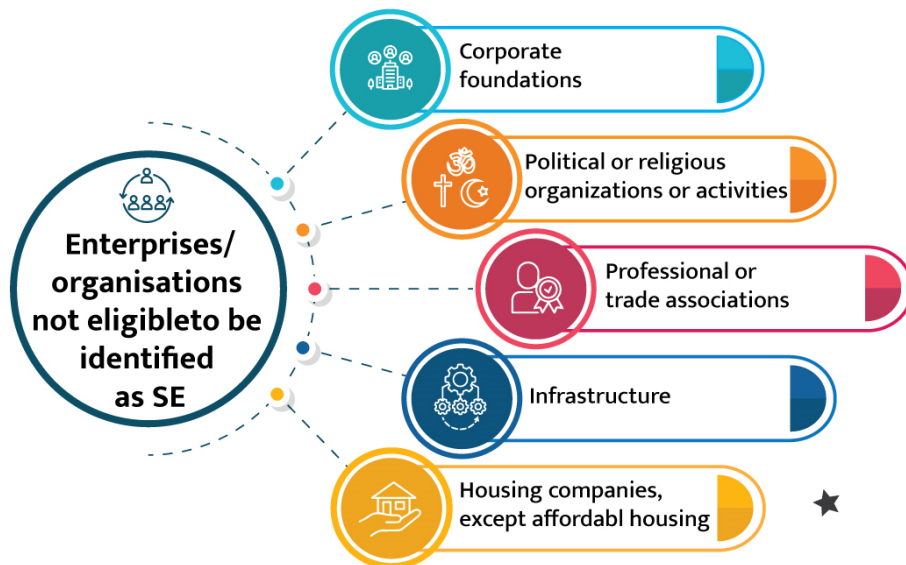 Enterprises/
organisations
not eligibleto be
identified
as SE
Corporate
foundations
Political or religious
organizations or activities
Professional or
trade associations
Infrastructure
Housing companies,
except affordabl housing